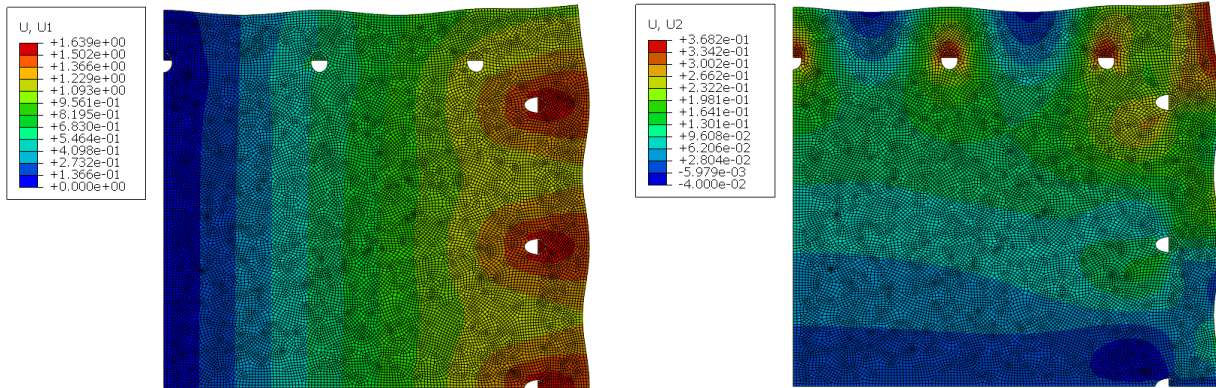 U, U1
+1.639e+00
+1.502e+00
+1.366e+00
+1.229e+00
+1.093e+00
+9.561e-01
+8.195e-01
+6.830e-01
+5.464e-01
+4.098e-01
+2.732e-01
+1.366e-01
+0.000e+00
U, U2
+3.682e-01
+3.342e-01
+3.002e-01
+2.662e-01
+2.322e-01
+1.981e-01
+1.641e-01
+1.301e-01
+9.608e-02
+6.206e-02
+2.804e-02
-5.979e-03
-4.000e-02